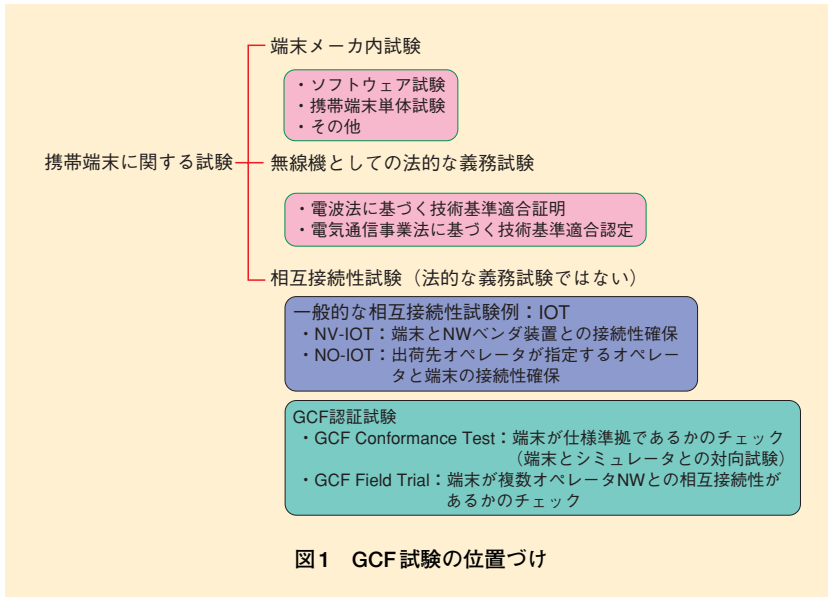 端末メーカ内試験
・ソフトウェア試験
・携帯端末単体試験
・その他
携帯端末に関する試験
無線機としての法的な義務試験
・電波法に基づく技術基準適合証明
・電気通信事業法に基づく技術基準適合認定
相互接続性試験（法的な義務試験ではない）
一般的な相互接続性試験例：IOT
・NV-IOT：端末とNWベンダ装置との接続性確保
・NO-IOT：出荷先オペレータが指定するオペレー
タと端末の接続性確保
GCF認証試験
・GCF Conformance Test：端末が仕様準拠であるかのチェック
（端末とシミュレータとの対向試験）
・GCF Field Trial：端末が複数オペレータNWとの相互接続性が
あるかのチェック
図1　GCF試験の位置づけ